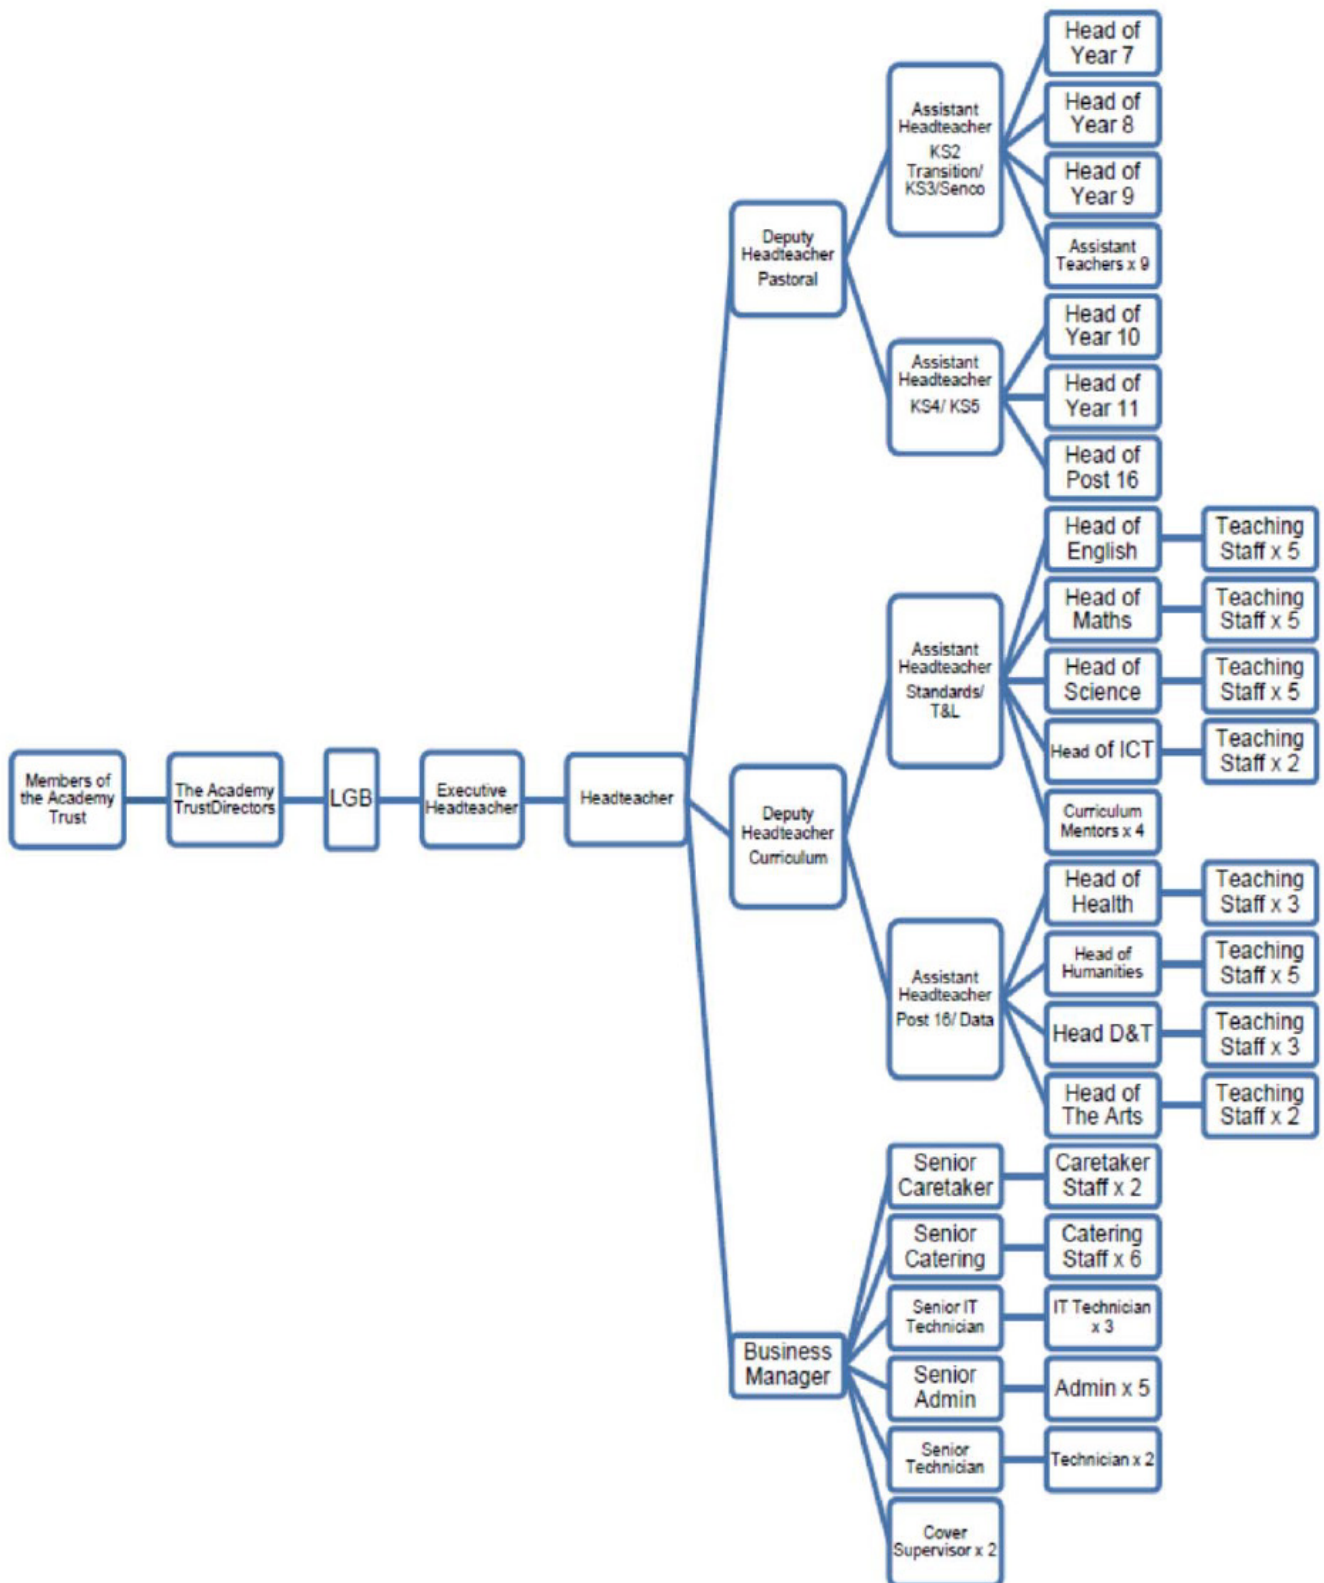 Members of
the Academy
Trust
The Academy
TrustDirectors
LGB
Executive
Headteacher
Headteacher
Deputy
Headteacher
Pastoral
Assistant
Headteacher
KS2
Transition/
KS3/Senco
Head of
Year 7
Head of
Year 8
Head of
Year 9
Assistant
Teachers x 9
Assistant
Headteacher
KS4/ KS5
Head of
Year 10
Head of
Year 11
Head of
Post 16
Deputy
Headteacher
Curriculum
Assistant
Headteacher
Standards/
T&L
Head of
English
Teaching
Staff x 5
Head of
Maths
Teaching
Staff x 5
Head of
Science
Teaching
Staff x 5
Head of ICT
Teaching
Staff x 2
Curriculum
Mentors x 4
Assistant
Headteacher
Post 16/ Data
Head of
Health
Teaching
Staff x 3
Head of
Humanities
Teaching
Staff x 5
Head D&T
Teaching
Staff x 3
Head of
The Arts
Teaching
Staff x 2
Business
Manager
Senior
Caretaker
Caretaker
Staff x 2
Senior
Catering
Catering
Staff x 6
Senior IT
Technician
IT Technician
x 3
Senior
Admin
Admin x 5
Senior
Technician
Technician x 2
Cover
Supervisor x 2